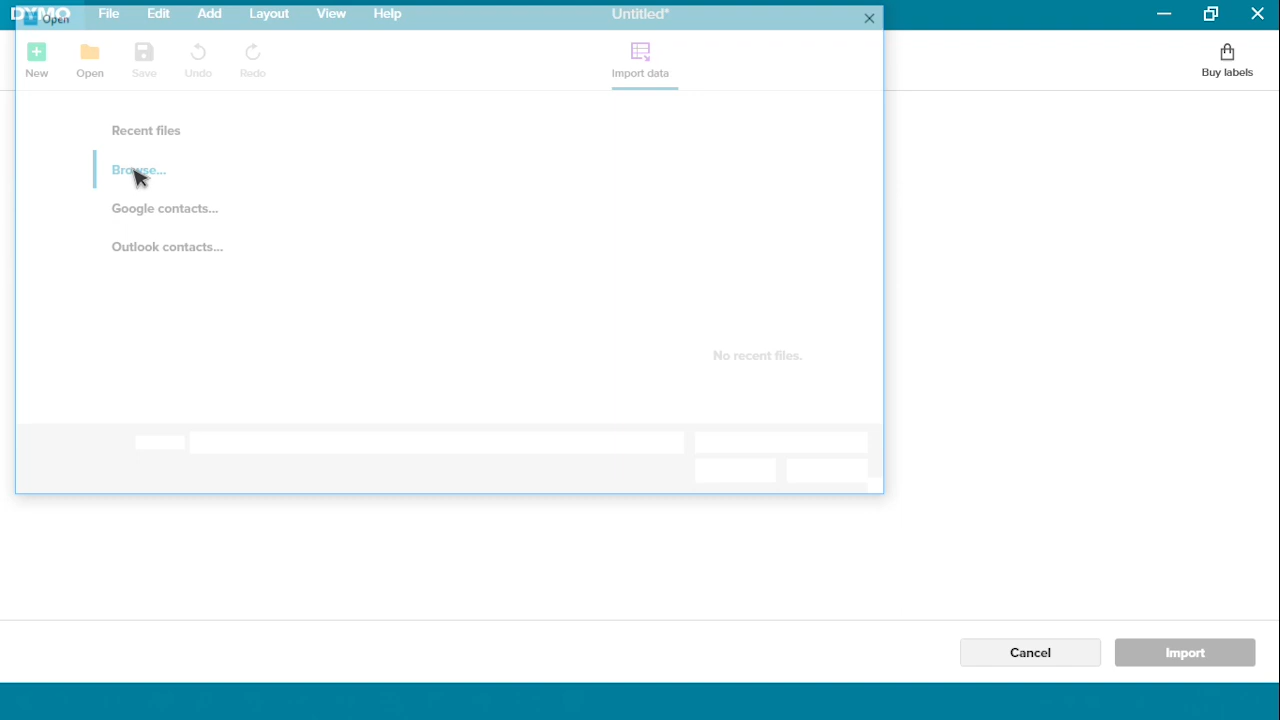 DYMO File Edit Add Layout View Help Untitled*
Open
New Open Save Undo Redo Import data Buy labels
Recent files
Browse...
Google contacts...
Outlook contacts...
No recent files.
Cancel Import